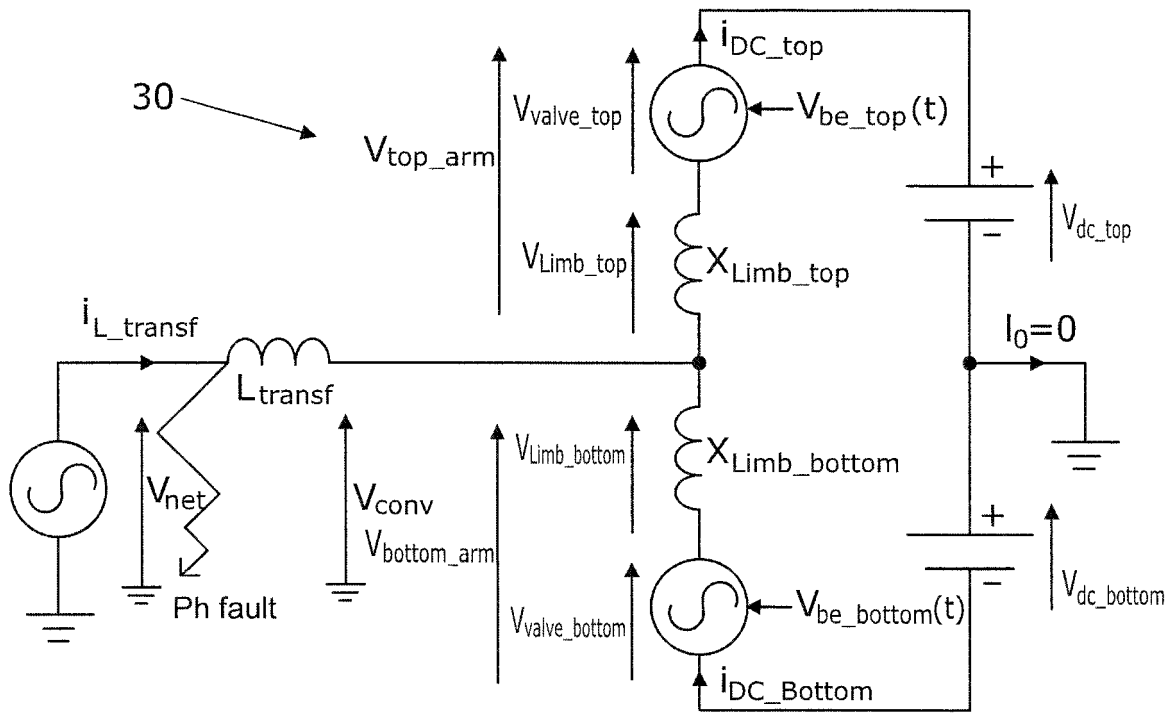 30
i_DC_top
V_top_arm
V_valve_top
V_be_top(t)
+
–
V_dc_top
V_Limb_top
X_Limb_top
i_L_transf
L_transf
I_0=0
V_net
V_conv
Ph fault
V_bottom_arm
V_Limb_bottom
X_Limb_bottom
+
–
V_dc_bottom
V_valve_bottom
V_be_bottom(t)
i_DC_Bottom